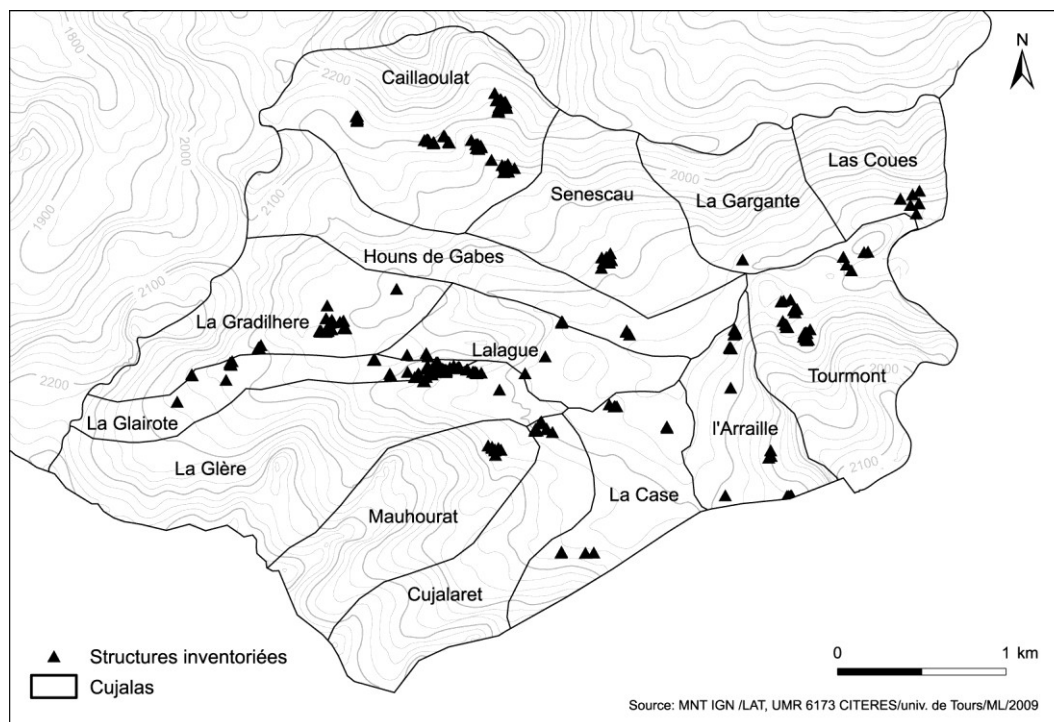 N
1800
2200
Caillaoulat
2000
1900
2100
Las Coues
2000
La Gargante
Senescau
Houns de Gabes
2100
La Gradilhere
Lalague
Tourmont
2200
2000
La Glairote
l'Arraille
La Glère
2100
La Case
Mauhourat
Cujalaret
Structures inventoriées
Cujalas
0 1 km
Source: MNT IGN /LAT, UMR 6173 CITERES/univ. de Tours/ML/2009